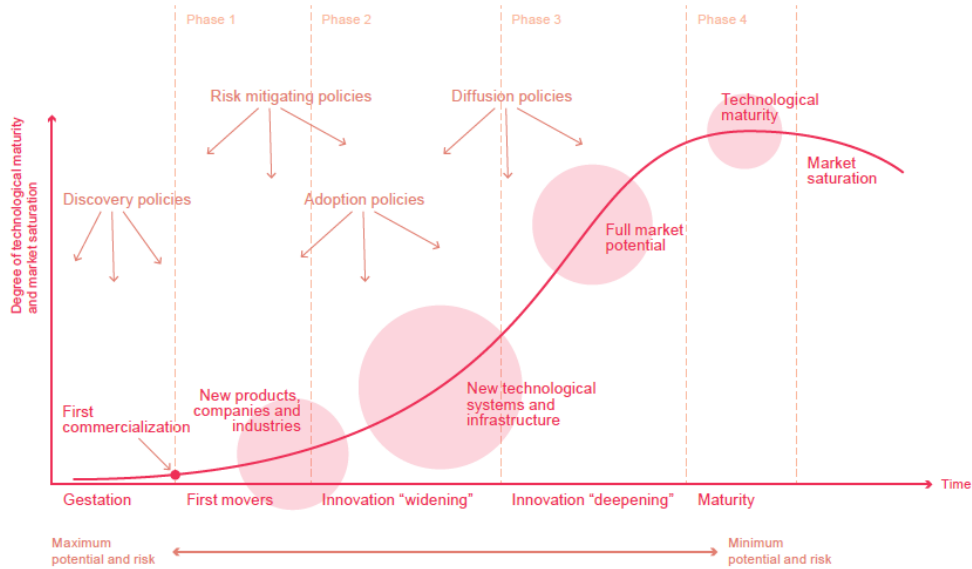 Phase 1
Phase 2
Phase 3
Phase 4
Risk mitigating policies
Diffusion policies
Technological
maturity
Market
saturation
Discovery policies
Adoption policies
Full market
potential
Degree of technological maturity
and market saturation
New products,
companies and
industries
New technological
systems and
infrastructure
First
commercialization
Time
Gestation
First movers
Innovation “widening”
Innovation “deepening”
Maturity
Maximum
potential and risk
Minimum
potential and risk